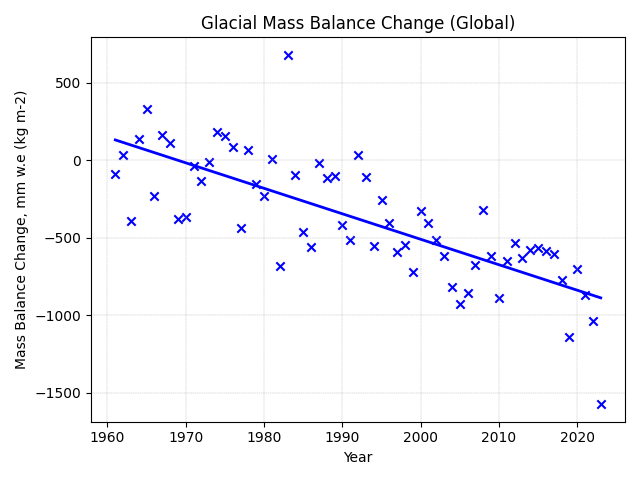 Glacial Mass Balance Change (Global)
Mass Balance Change, mm w.e (kg m-2)
500
0
−500
−1000
−1500
1960 1970 1980 1990 2000 2010 2020
Year